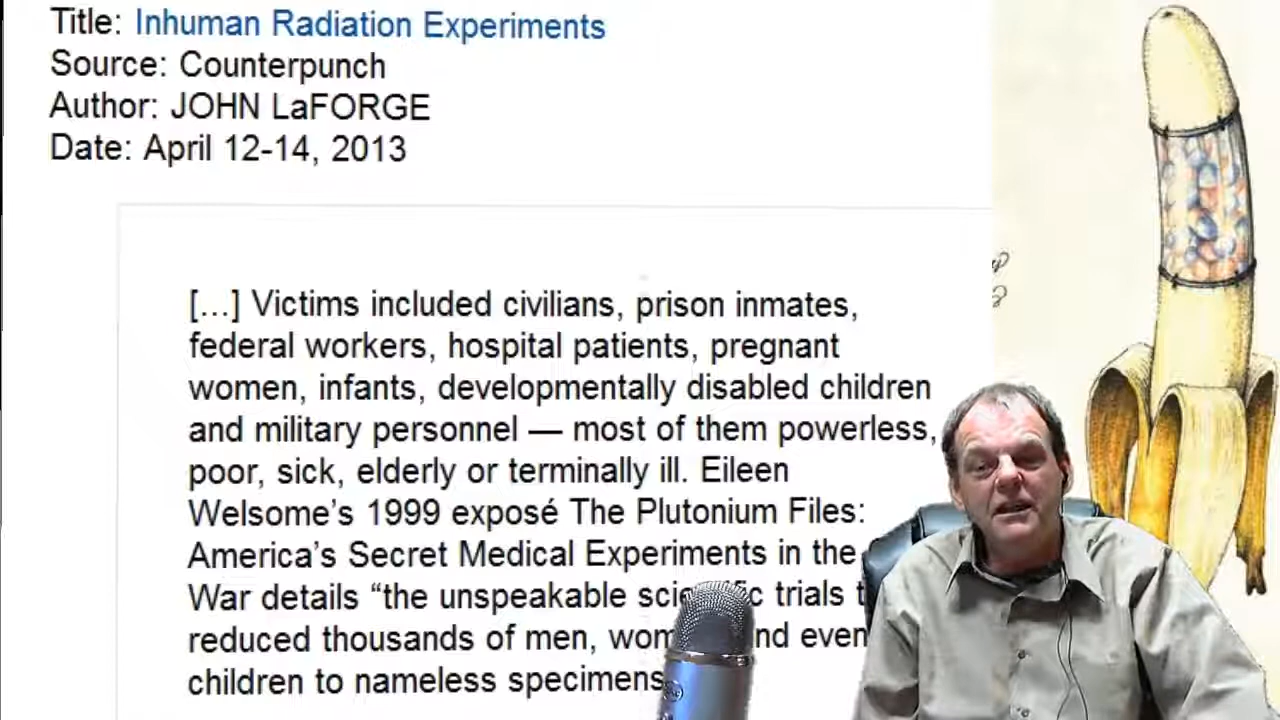 Title: Inhuman Radiation Experiments
Source: Counterpunch
Author: JOHN LaFORGE
Date: April 12-14, 2013
[...] Victims included civilians, prison inmates,
federal workers, hospital patients, pregnant
women, infants, developmentally disabled children
and military personnel — most of them powerless,
poor, sick, elderly or terminally ill. Eileen
Welsome’s 1999 exposé The Plutonium Files:
America’s Secret Medical Experiments in the
War details “the unspeakable trials
reduced thousands of men, and even
children to nameless specimens